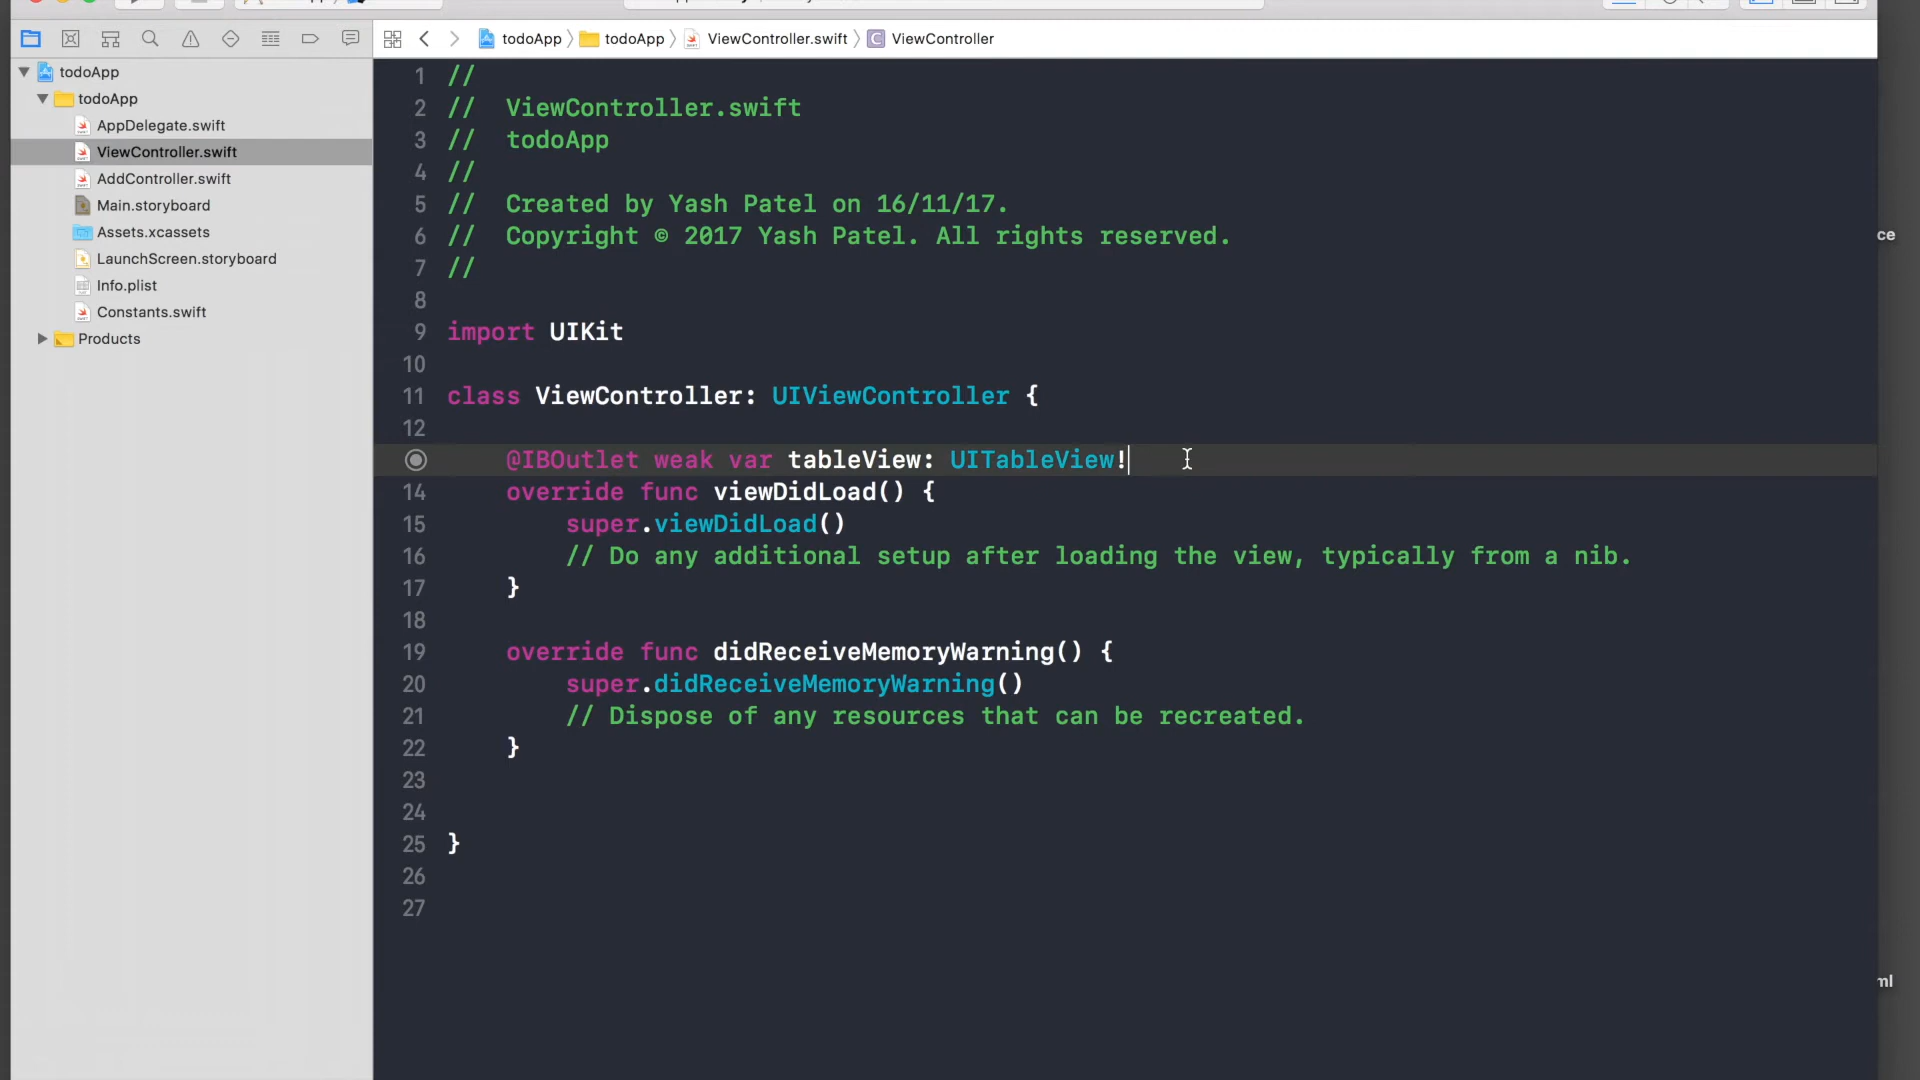 todoApp
todoApp
ViewController.swift
ViewController
todoApp
todoApp
AppDelegate.swift
ViewController.swift
AddController.swift
Main.storyboard
Assets.xcassets
LaunchScreen.storyboard
Info.plist
Constants.swift
Products
1 //
2 // ViewController.swift
3 // todoApp
4 //
5 // Created by Yash Patel on 16/11/17.
6 // Copyright © 2017 Yash Patel. All rights reserved.
7 //
8
9 import UIKit
10
11 class ViewController: UIViewController {
12
@IBOutlet weak var tableView: UITableView!
14 override func viewDidLoad() {
15 super.viewDidLoad()
16 // Do any additional setup after loading the view, typically from a nib.
17 }
18
19 override func didReceiveMemoryWarning() {
20 super.didReceiveMemoryWarning()
21 // Dispose of any resources that can be recreated.
22 }
23
24
25 }
26
27
ce
ml